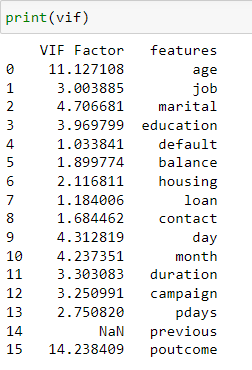 print(vif)
VIF Factor features
0 11.127108 age
1 3.003885 job
2 4.706681 marital
3 3.969799 education
4 1.033841 default
5 1.899774 balance
6 2.116811 housing
7 1.184006 loan
8 1.684462 contact
9 4.312819 day
10 4.237351 month
11 3.303083 duration
12 3.250991 campaign
13 2.750820 pdays
14 NaN previous
15 14.238409 poutcome